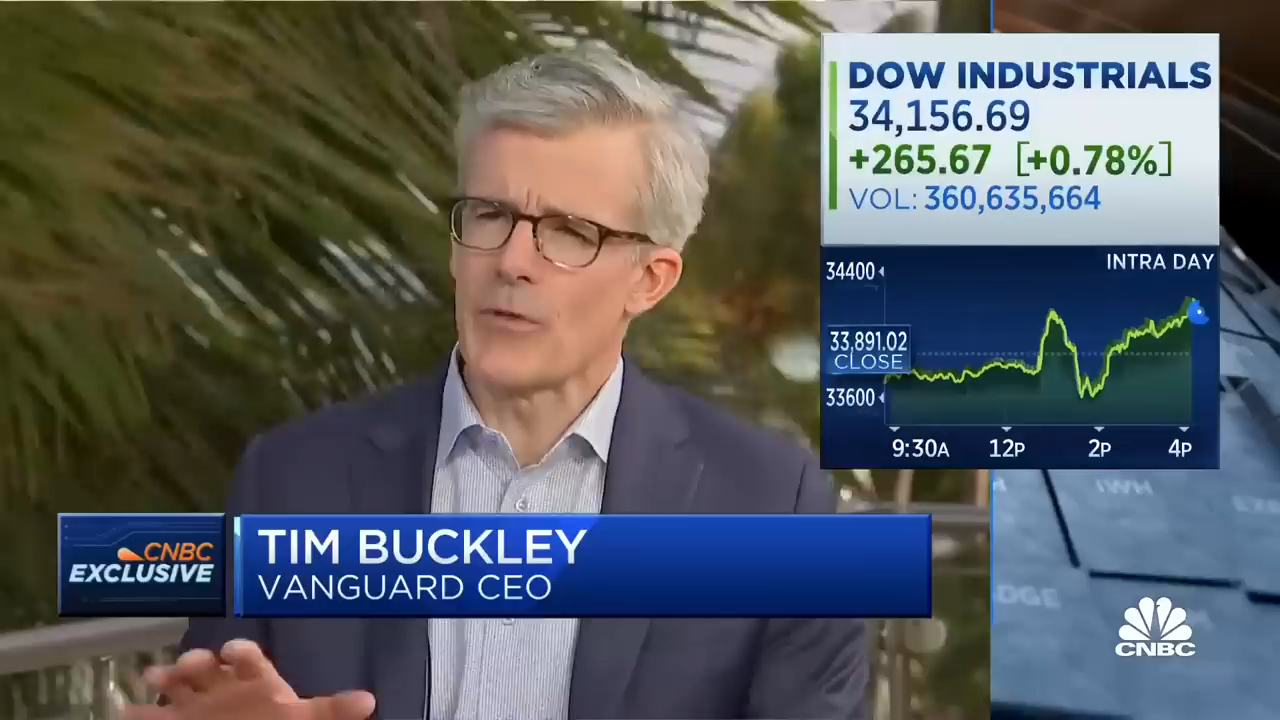 DOW INDUSTRIALS
34,156.69
+265.67 [+0.78%]
VOL: 360,635,664
INTRA DAY
34400
33,891.02
CLOSE
33600
9:30A 12P 2P 4P
CNBC
EXCLUSIVE
TIM BUCKLEY
VANGUARD CEO
CNBC